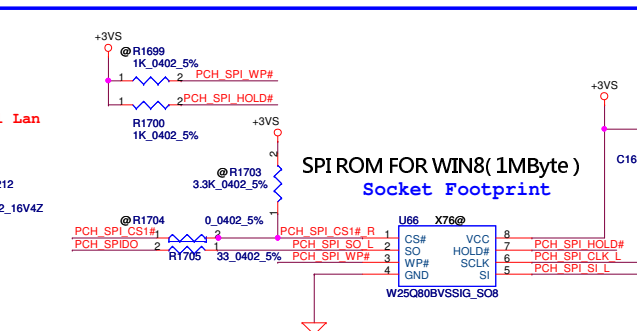 +3VS
@R1699
1K_0402_5%
1 2 PCH_SPI_WP#
1 2 PCH_SPI_HOLD#
R1700
1K_0402_5%
Lan
+3VS
+3VS
2
@R1703
3.3K_0402_5%
1
SPI ROM FOR WIN8( 1MByte )
Socket Footprint
C16
212
2_16V4Z
@R1704 0_0402_5%
U66 X76@
PCH_SPI_CS1# 1 2 PCH_SPI_CS1#_R 1 CS# VCC 8
PCH_SPIDO 2 1 PCH_SPI_SO_L 2 SO HOLD# 7 PCH_SPI_HOLD#
R1705 33_0402_5% PCH_SPI_WP# 3 WP# SCLK 6 PCH_SPI_CLK_L
4 GND SI 5 PCH_SPI_SI_L
W25Q80BVSSIG_SO8